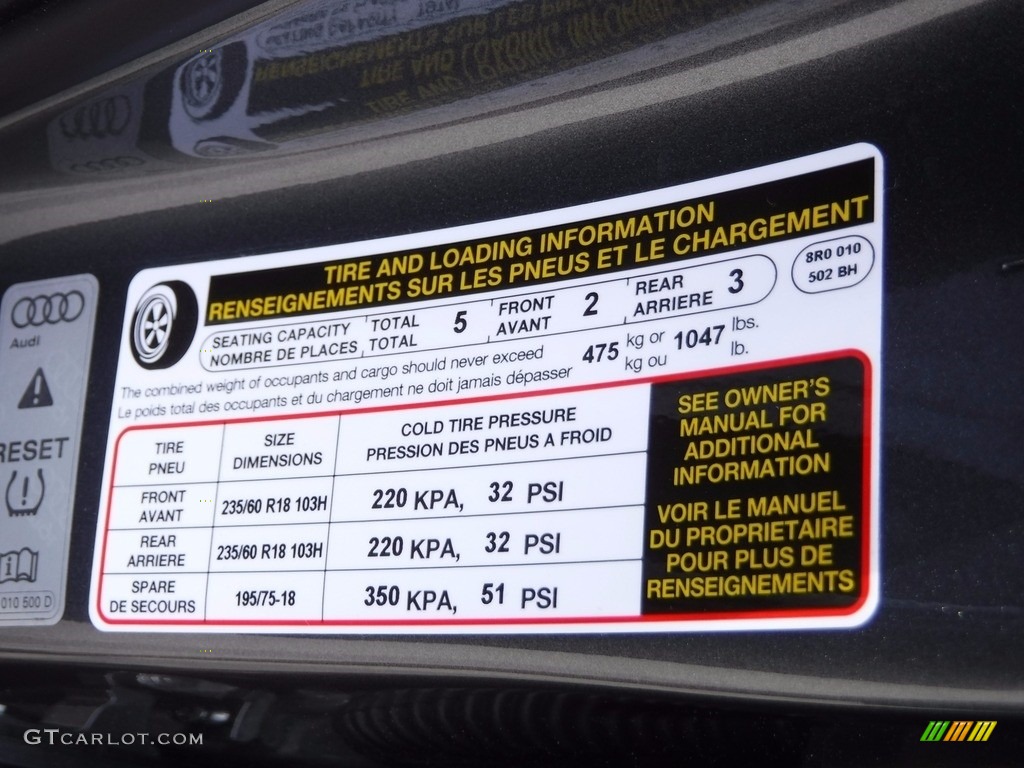 TIRE AND LOADING INFORMATION
RENSEIGNEMENTS SUR LES PNEUS ET LE CHARGEMENT
8R0 010
502 BH
SEATING CAPACITY TOTAL 5 FRONT 2 REAR 3
NOMBRE DE PLACES TOTAL AVANT ARRIERE
The combined weight of occupants and cargo should never exceed 475 kg or 1047 lbs.
Le poids total des occupants et du chargement ne doit jamais dépasser kg ou lb.
TIRE SIZE COLD TIRE PRESSURE
PNEU DIMENSIONS PRESSION DES PNEUS A FROID
FRONT
AVANT 235/60 R18 103H 220 KPA, 32 PSI
REAR
ARRIERE 235/60 R18 103H 220 KPA, 32 PSI
SPARE
DE SECOURS 195/75-18 350 KPA, 51 PSI
SEE OWNER'S
MANUAL FOR
ADDITIONAL
INFORMATION
VOIR LE MANUEL
DU PROPRIETAIRE
POUR PLUS DE
RENSEIGNEMENTS
Audi
RESET
010 500 D
GTCARLOT.COM